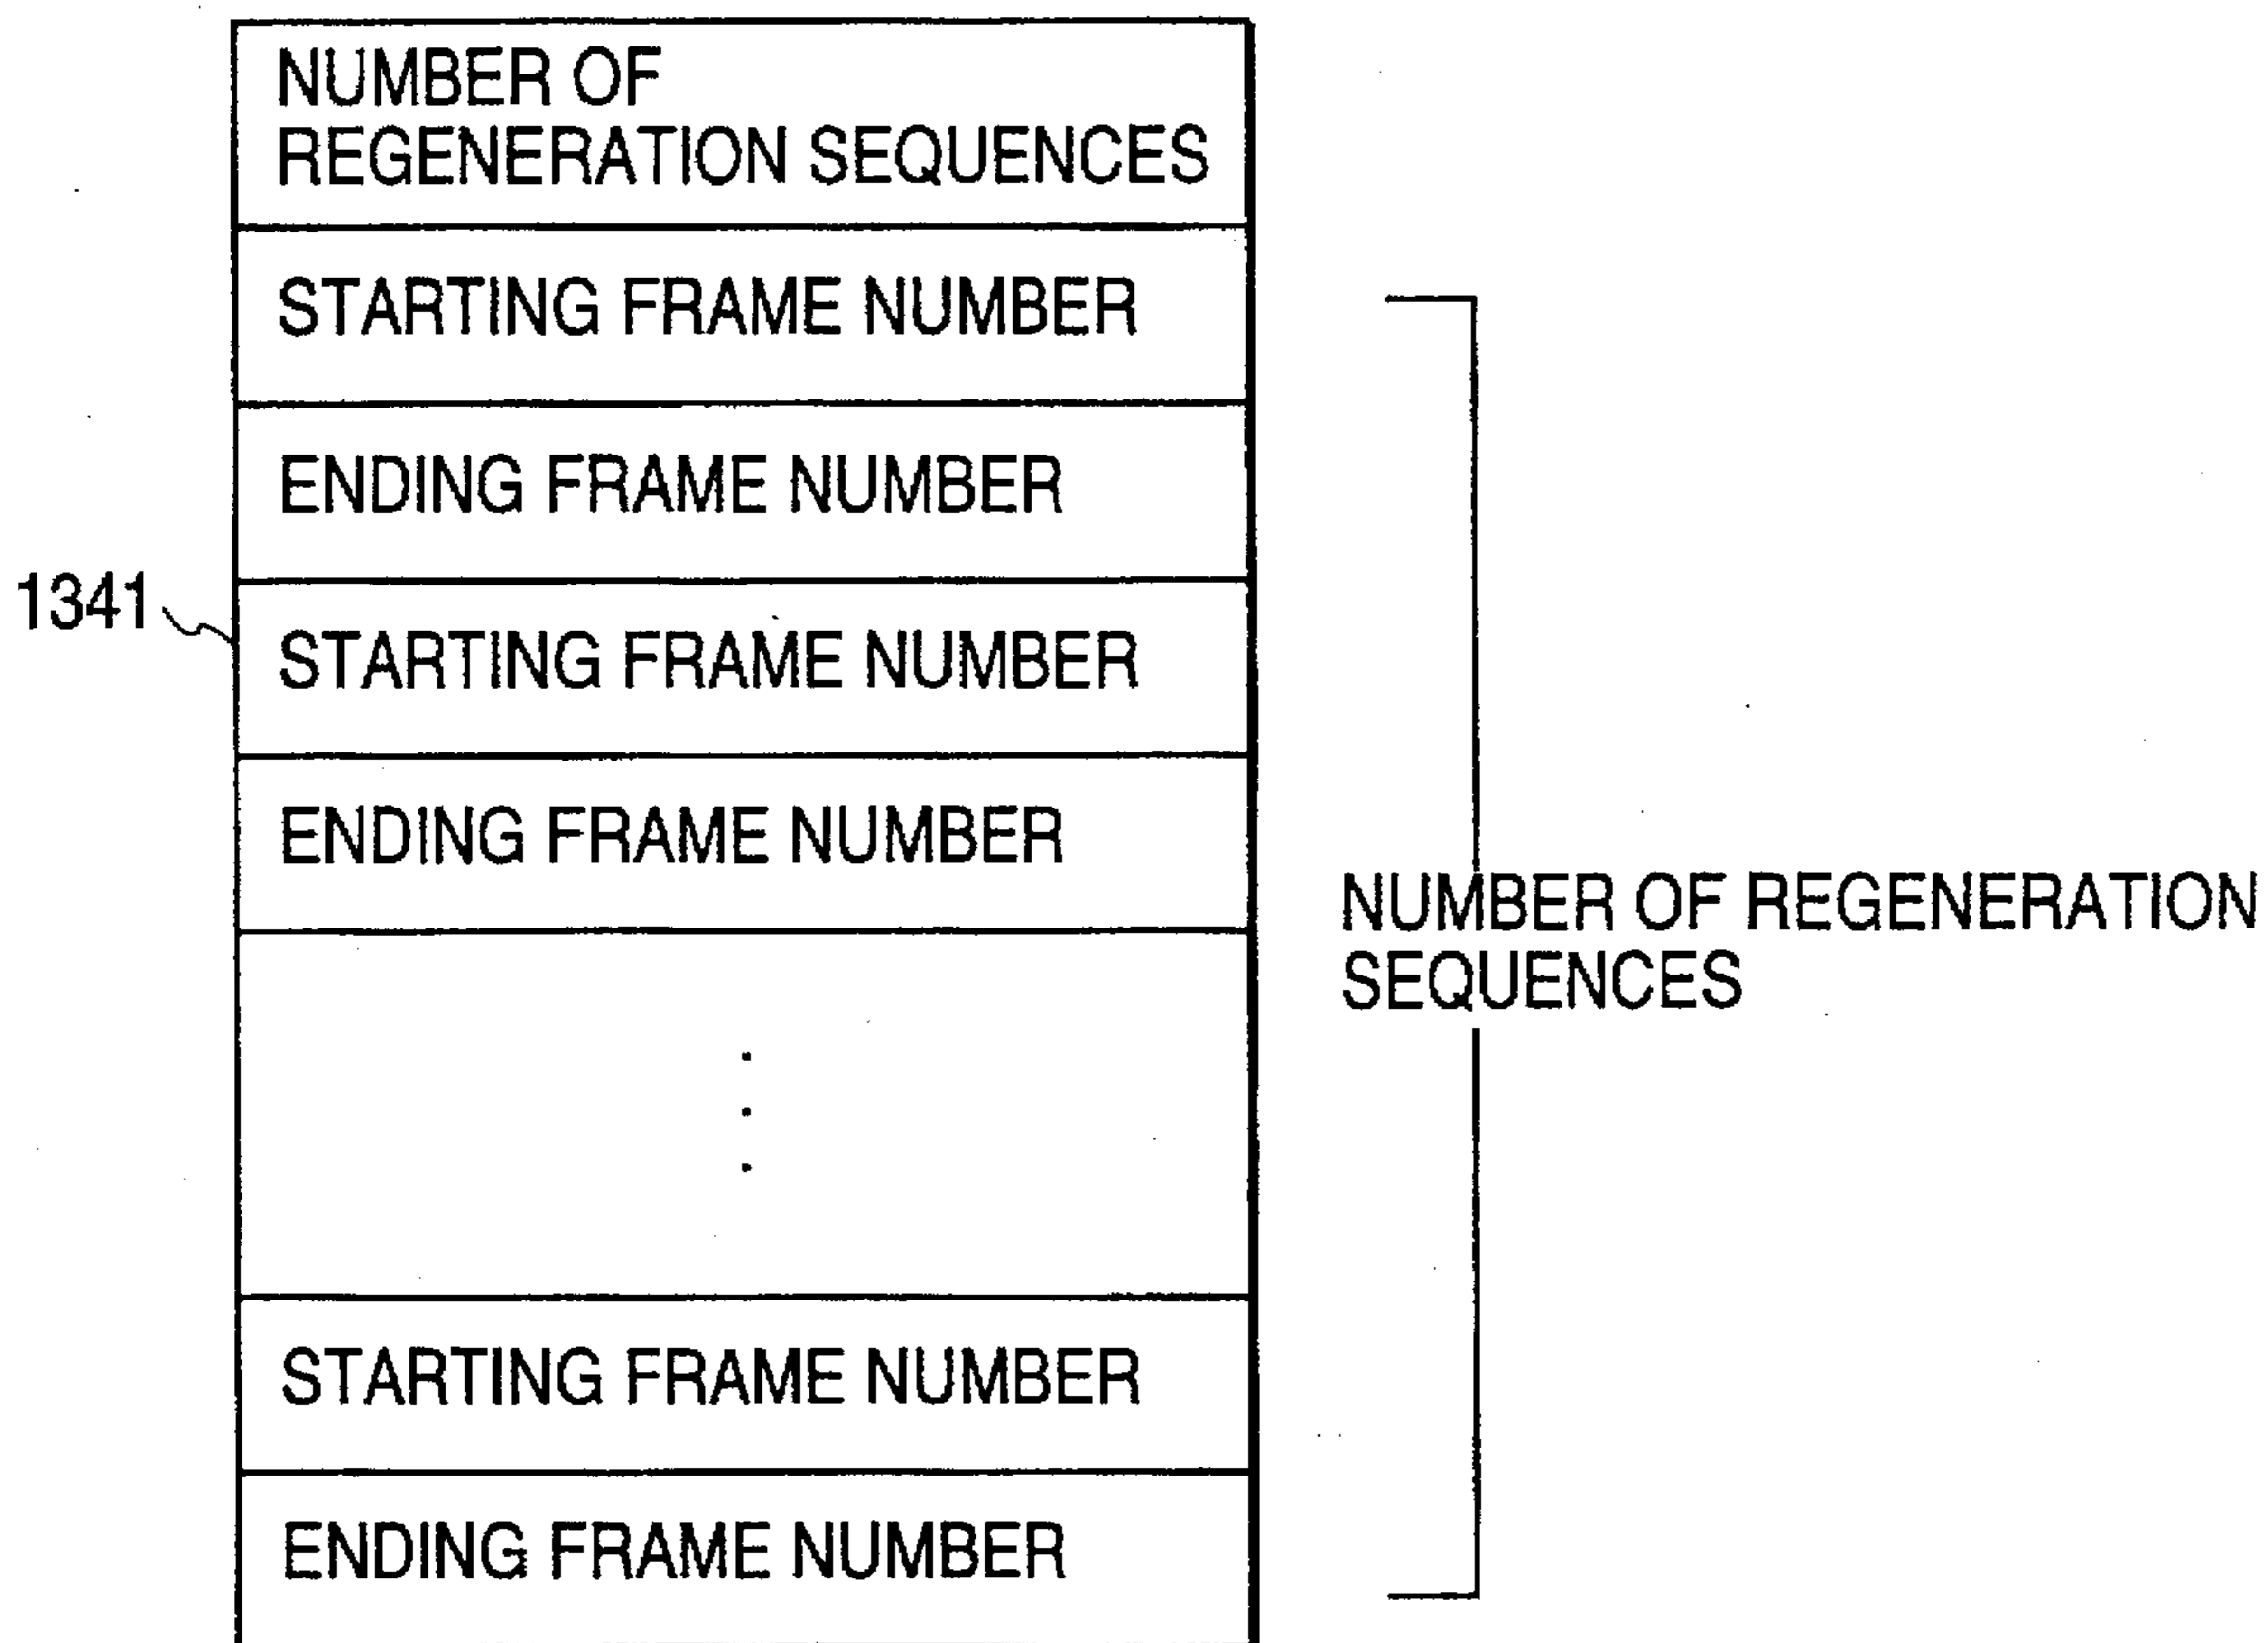 NUMBER OF
REGENERATION SEQUENCES
STARTING FRAME NUMBER
ENDING FRAME NUMBER
1341
STARTING FRAME NUMBER
ENDING FRAME NUMBER
NUMBER OF REGENERATION
SEQUENCES
STARTING FRAME NUMBER
ENDING FRAME NUMBER